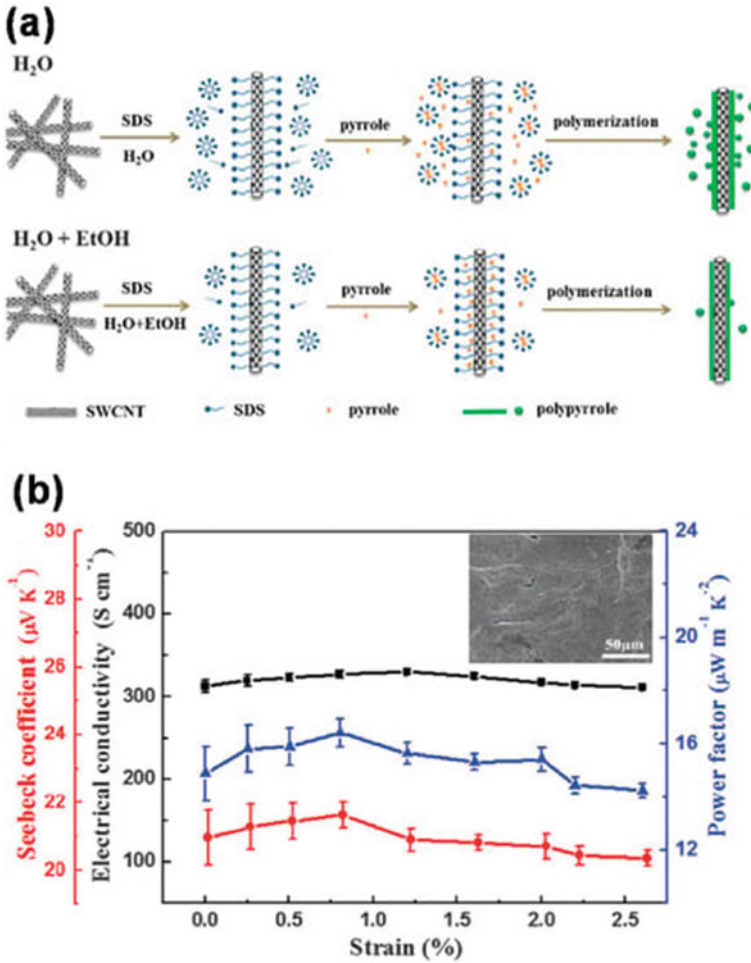 (a)
H₂O
SDS
H₂O
pyrrole
polymerization
H₂O + EtOH
SDS
H₂O+EtOH
pyrrole
polymerization
SWCNT
SDS
pyrrole
polypyrrole
(b)
Seebeck coefficient (μV K⁻¹)
30
28
26
24
22
20
Electrical conductivity (S cm⁻¹)
500
400
300
200
100
50μm
24
20
16
12
Power factor (μW m⁻¹ K⁻²)
0.0 0.5 1.0 1.5 2.0 2.5
Strain (%)